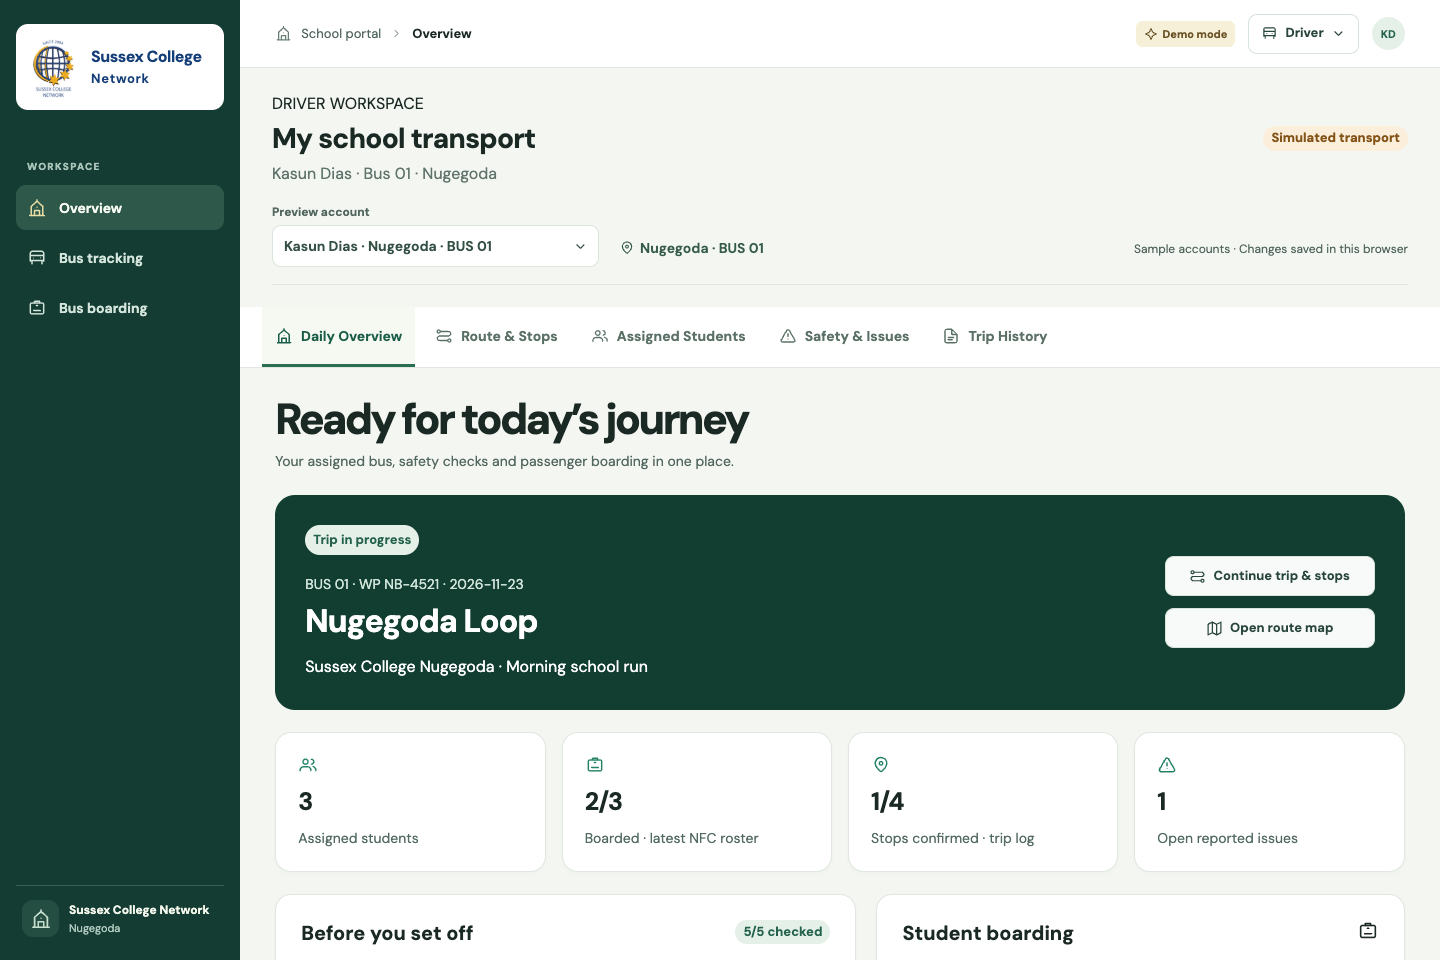 SINCE 1984
SUSSEX COLLEGE
NETWORK
Sussex College
Network
WORKSPACE
Overview
Bus tracking
Bus boarding
Sussex College Network
Nugegoda
School portal
Overview
Demo mode
Driver
KD
DRIVER WORKSPACE
My school transport
Kasun Dias · Bus 01 · Nugegoda
Simulated transport
Preview account
Kasun Dias · Nugegoda · BUS 01
Nugegoda · BUS 01
Sample accounts · Changes saved in this browser
Daily Overview
Route & Stops
Assigned Students
Safety & Issues
Trip History
Ready for today’s journey
Your assigned bus, safety checks and passenger boarding in one place.
Trip in progress
BUS 01 · WP NB-4521 · 2026-11-23
Nugegoda Loop
Sussex College Nugegoda · Morning school run
Continue trip & stops
Open route map
3
Assigned students
2/3
Boarded · latest NFC roster
1/4
Stops confirmed · trip log
1
Open reported issues
Before you set off
5/5 checked
Student boarding